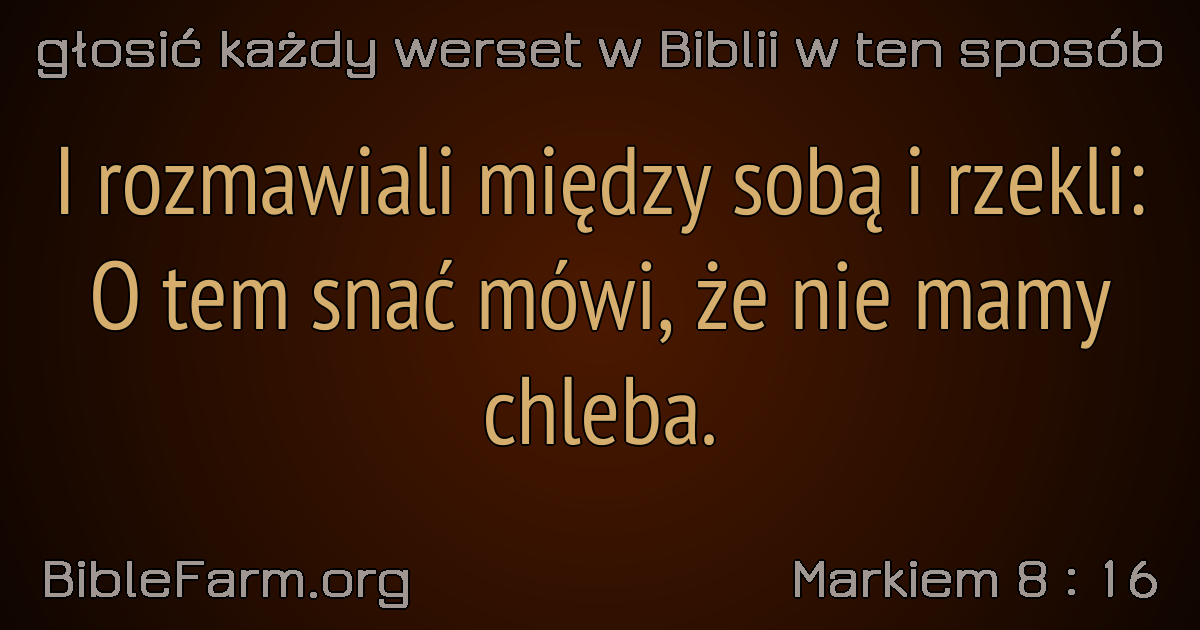 głosić każdy werset w Biblii w ten sposób
I rozmawiali między sobą i rzekli:
O tem snać mówi, że nie mamy
chleba.
BibleFarm.org
Markiem 8 : 16